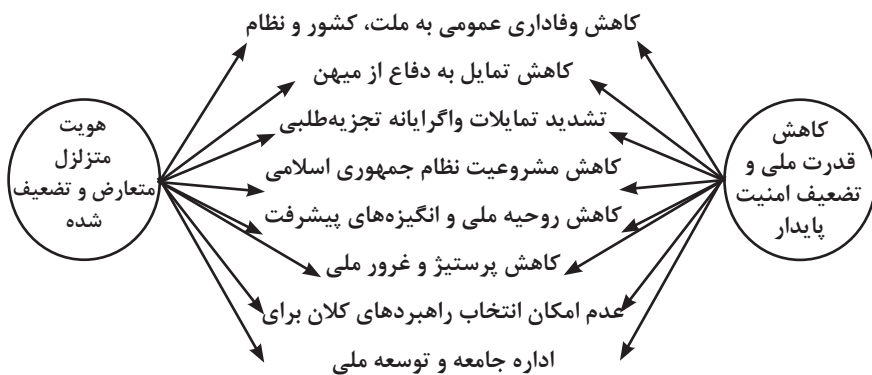 کاهش وفاداری عمومی به ملت، کشور و نظام
کاهش تمایل به دفاع از میهن
تشدید تمایلات واگرایانه تجزیه‌طلبی
کاهش مشروعیت نظام جمهوری اسلامی
کاهش روحیه ملی و انگیزه‌های پیشرفت
کاهش پرستیژ و غرور ملی
عدم امکان انتخاب راهبردهای کلان برای
اداره جامعه و توسعه ملی
کاهش
قدرت ملی و
تضعیف امنیت
پایدار
هویت
متزلزل
متعارض و تضعیف
شده